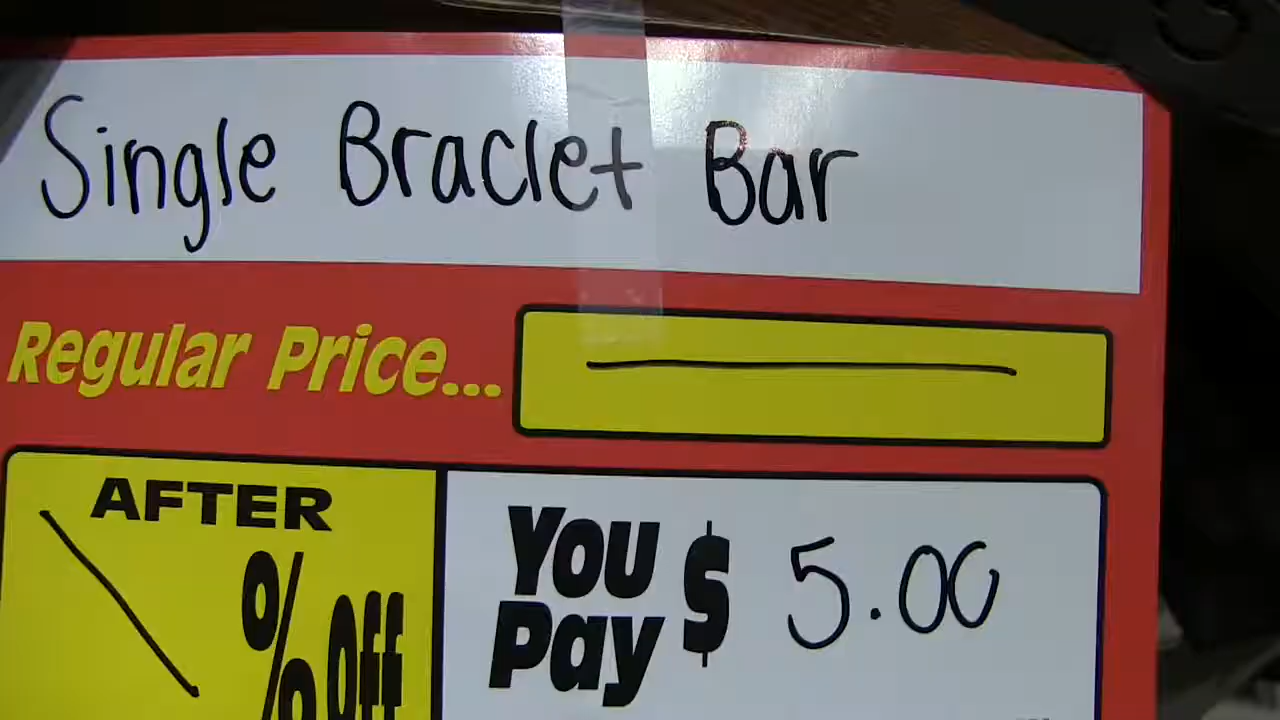 Single Braclet Bar
Regular Price...
AFTER
% Off
You Pay $ 5.00